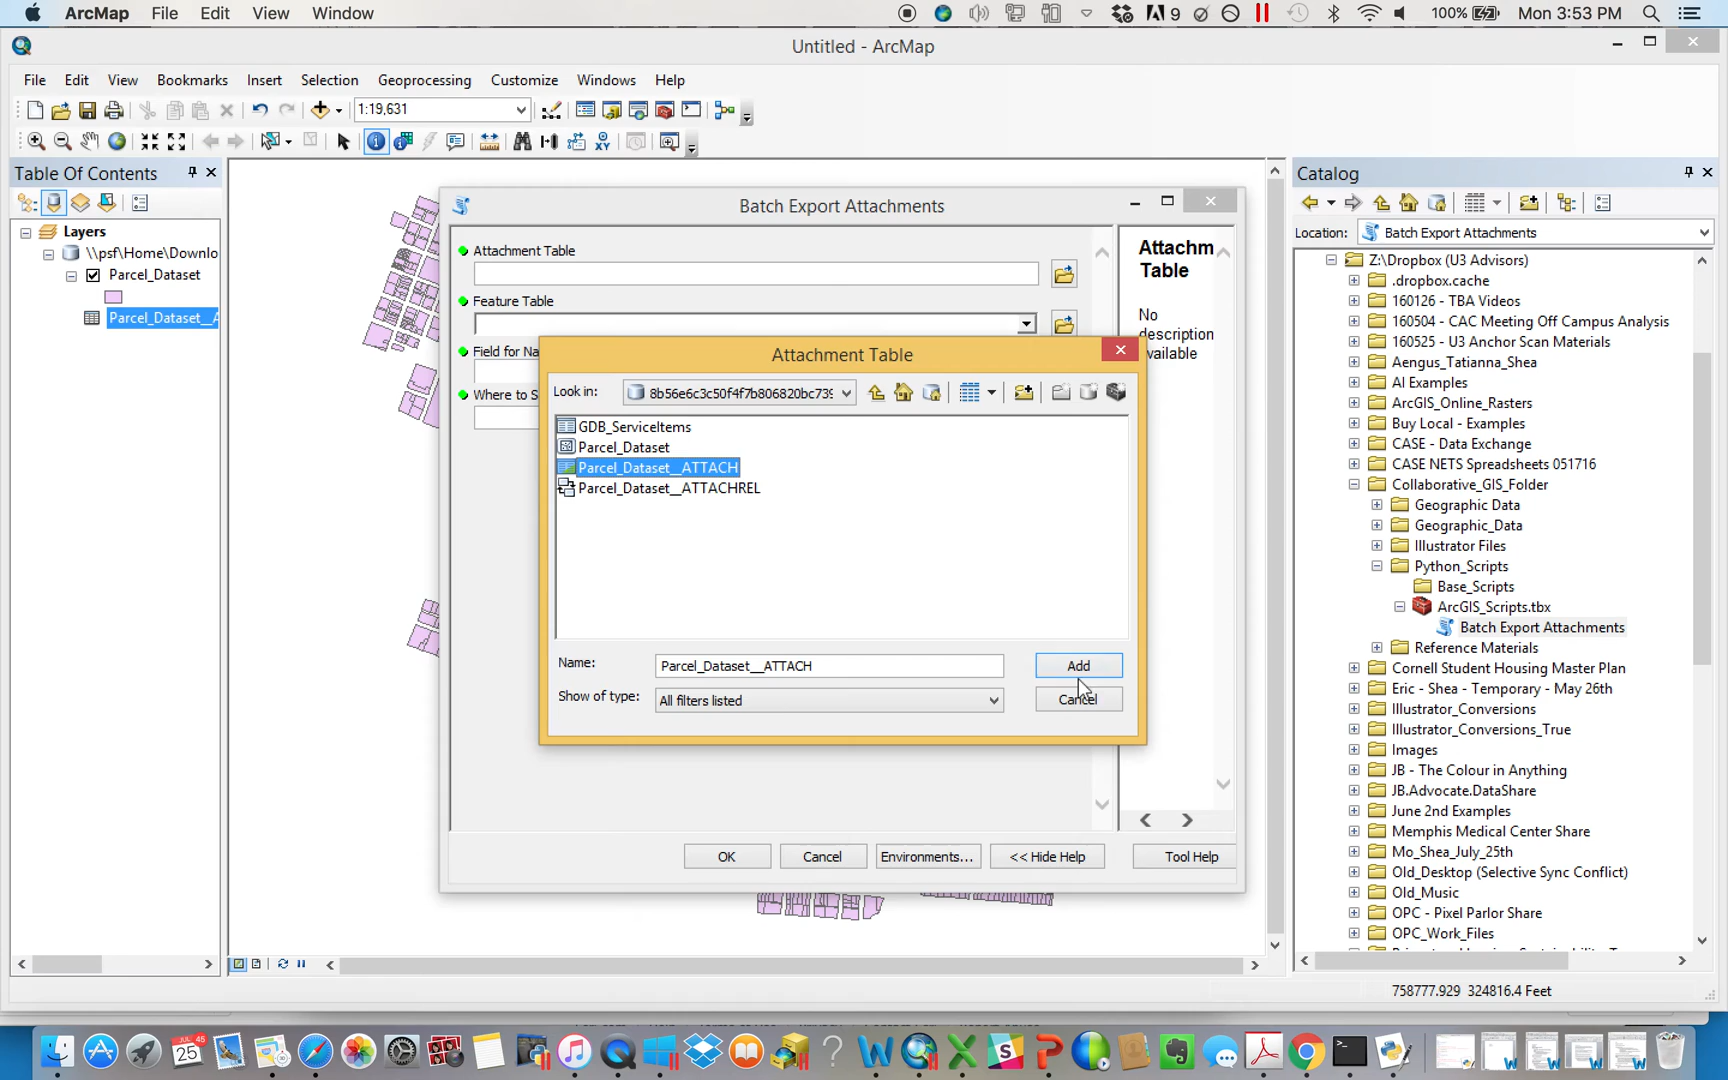 ArcMap File Edit View Window 9 100% Mon 3:53 PM
Untitled - ArcMap
File Edit View Bookmarks Insert Selection Geoprocessing Customize Windows Help
1:19,631
Table Of Contents
Layers
\\psf\Home\Downlo
Parcel_Dataset
Parcel_Dataset__A
Batch Export Attachments
Attachment Table
Feature Table
Field for Na
Where to S
Attachm
Table
No
description
available
Attachment Table
Look in: 8b56e6c3c50f4f7b806820bc739
GDB_ServiceItems
Parcel_Dataset
Parcel_Dataset__ATTACH
Parcel_Dataset__ATTACHREL
Name: Parcel_Dataset__ATTACH Add
Show of type: All filters listed Cancel
OK Cancel Environments... << Hide Help Tool Help
Catalog
Location: Batch Export Attachments
Z:\Dropbox (U3 Advisors)
.dropbox.cache
160126 - TBA Videos
160504 - CAC Meeting Off Campus Analysis
160525 - U3 Anchor Scan Materials
Aengus_Tatianna_Shea
AI Examples
ArcGIS_Online_Rasters
Buy Local - Examples
CASE - Data Exchange
CASE NETS Spreadsheets 051716
Collaborative_GIS_Folder
Geographic Data
Geographic_Data
Illustrator Files
Python_Scripts
Base_Scripts
ArcGIS_Scripts.tbx
Batch Export Attachments
Reference Materials
Cornell Student Housing Master Plan
Eric - Shea - Temporary - May 26th
Illustrator_Conversions
Illustrator_Conversions_True
Images
JB - The Colour in Anything
JB.Advocate.DataShare
June 2nd Examples
Memphis Medical Center Share
Mo_Shea_July_25th
Old_Desktop (Selective Sync Conflict)
Old_Music
OPC - Pixel Parlor Share
OPC_Work_Files
758777.929 324816.4 Feet
JUL 45
25